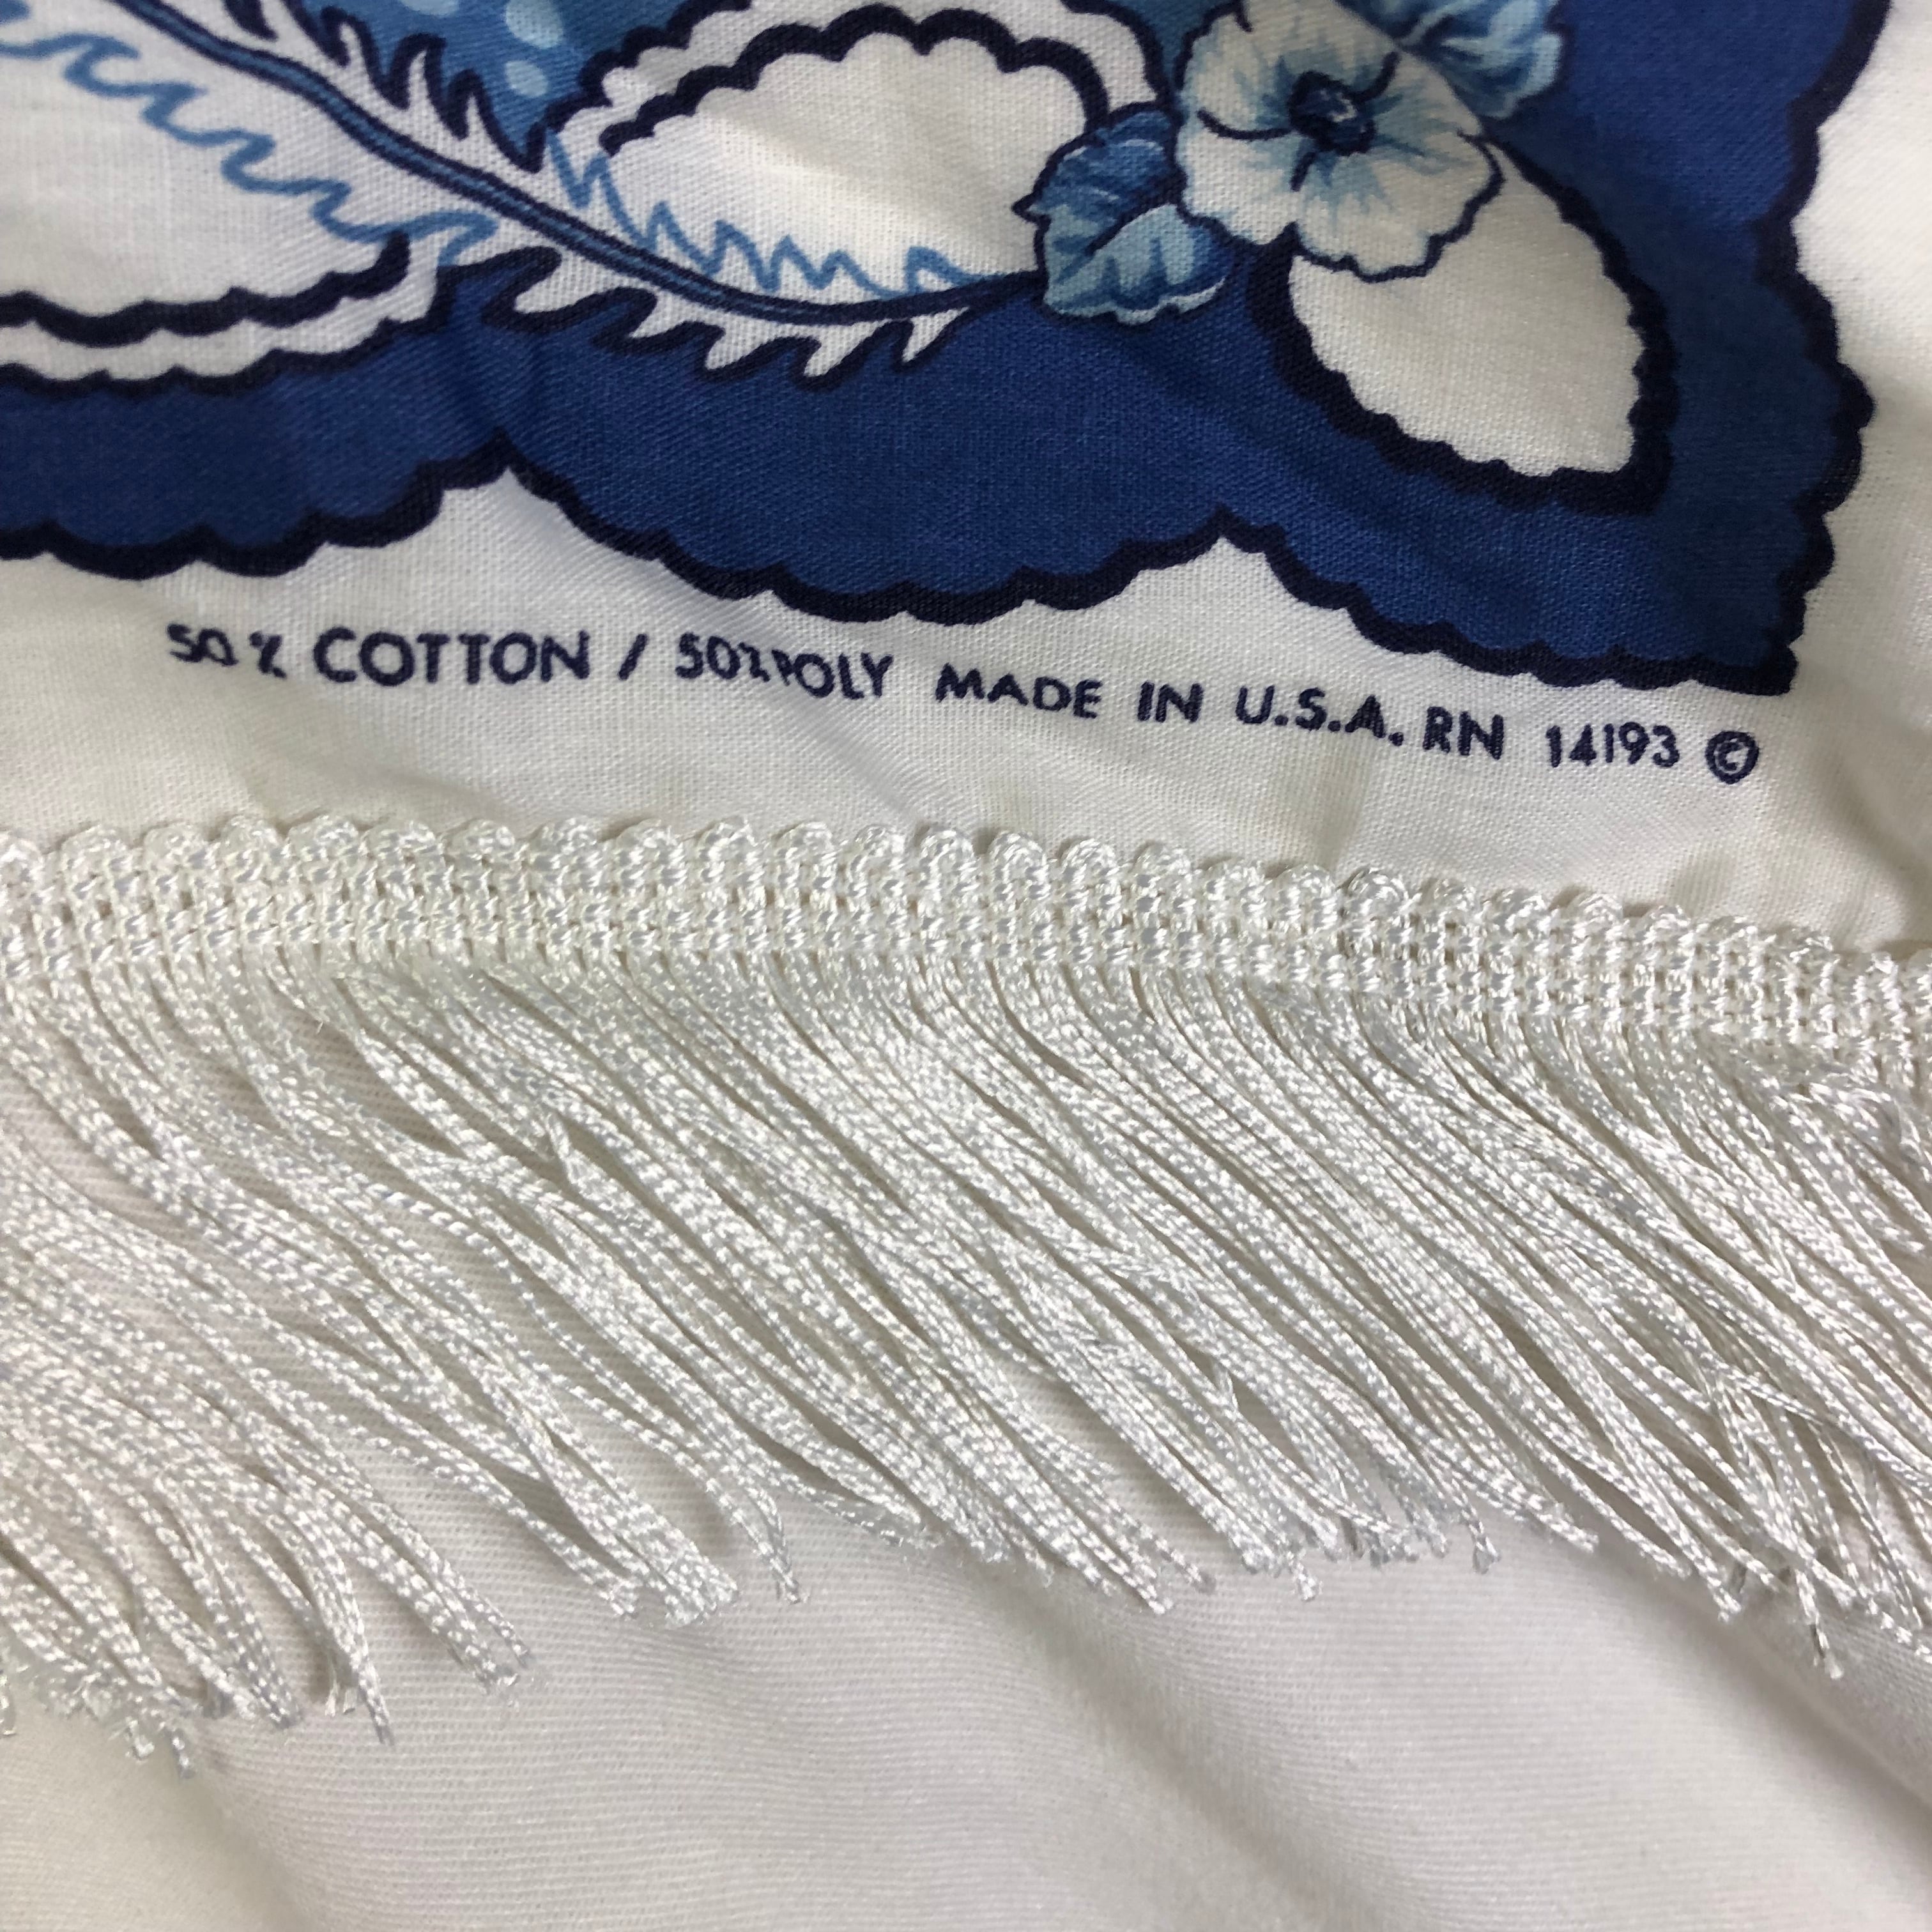 50% COTTON / 50% POLY MADE IN U.S.A. RN 14193 ©